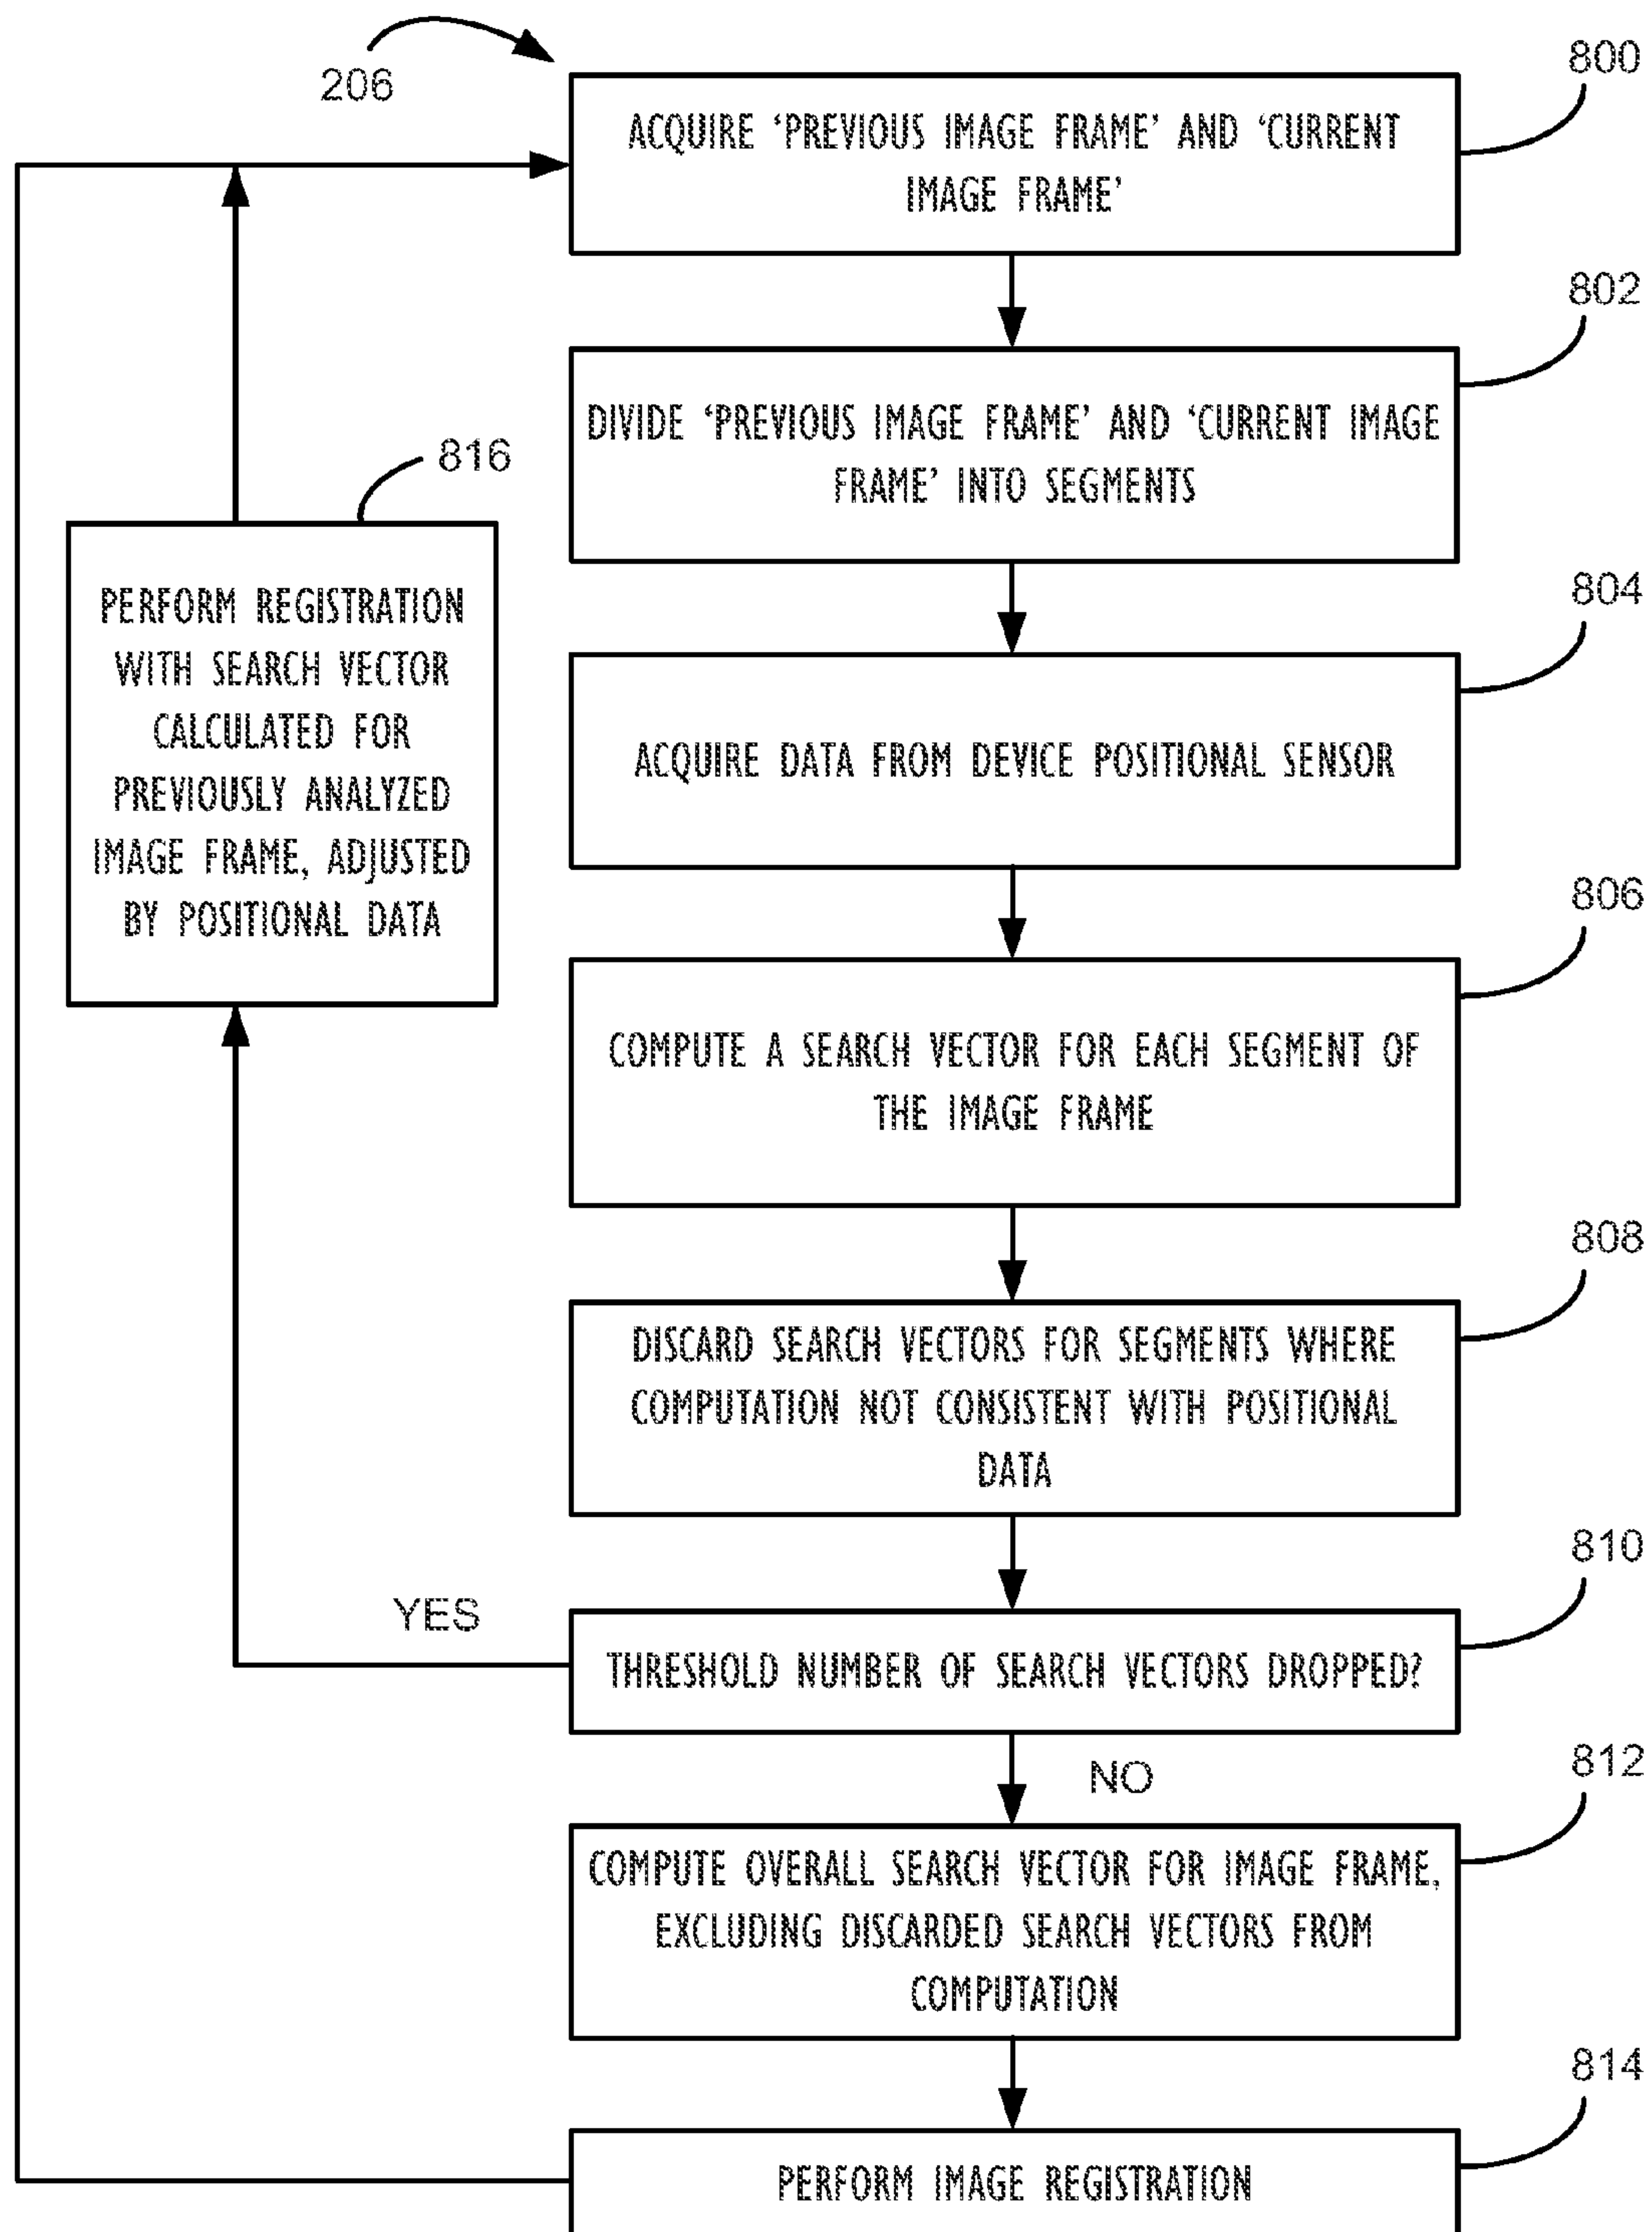 206
800
ACQUIRE ‘PREVIOUS IMAGE FRAME’ AND ‘CURRENT
IMAGE FRAME’
802
DIVIDE ‘PREVIOUS IMAGE FRAME’ AND ‘CURRENT IMAGE
FRAME’ INTO SEGMENTS
804
ACQUIRE DATA FROM DEVICE POSITIONAL SENSOR
806
COMPUTE A SEARCH VECTOR FOR EACH SEGMENT OF
THE IMAGE FRAME
808
DISCARD SEARCH VECTORS FOR SEGMENTS WHERE
COMPUTATION NOT CONSISTENT WITH POSITIONAL
DATA
810
THRESHOLD NUMBER OF SEARCH VECTORS DROPPED?
YES
816
PERFORM REGISTRATION
WITH SEARCH VECTOR
CALCULATED FOR
PREVIOUSLY ANALYZED
IMAGE FRAME, ADJUSTED
BY POSITIONAL DATA
NO
812
COMPUTE OVERALL SEARCH VECTOR FOR IMAGE FRAME,
EXCLUDING DISCARDED SEARCH VECTORS FROM
COMPUTATION
814
PERFORM IMAGE REGISTRATION